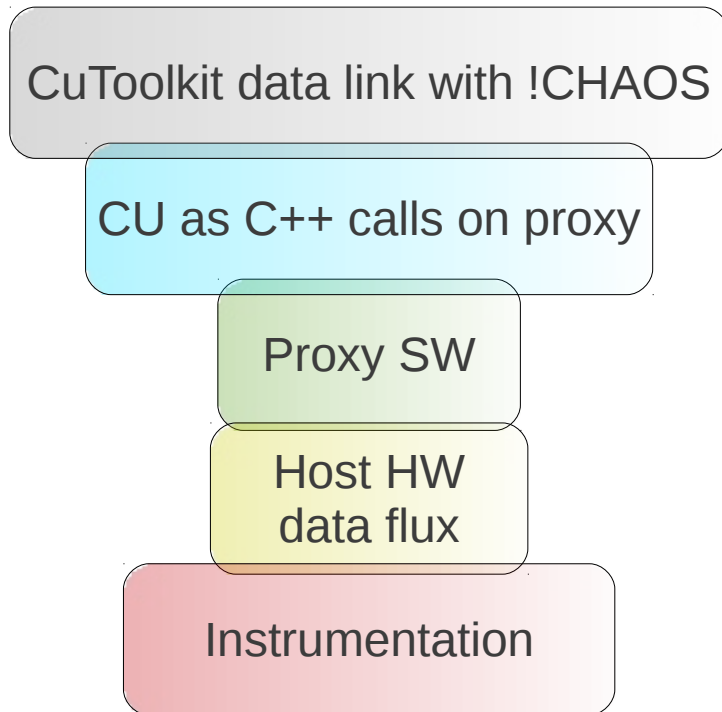 CuToolkit data link with !CHAOS
CU as C++ calls on proxy
Proxy SW
Host HW
data flux
Instrumentation